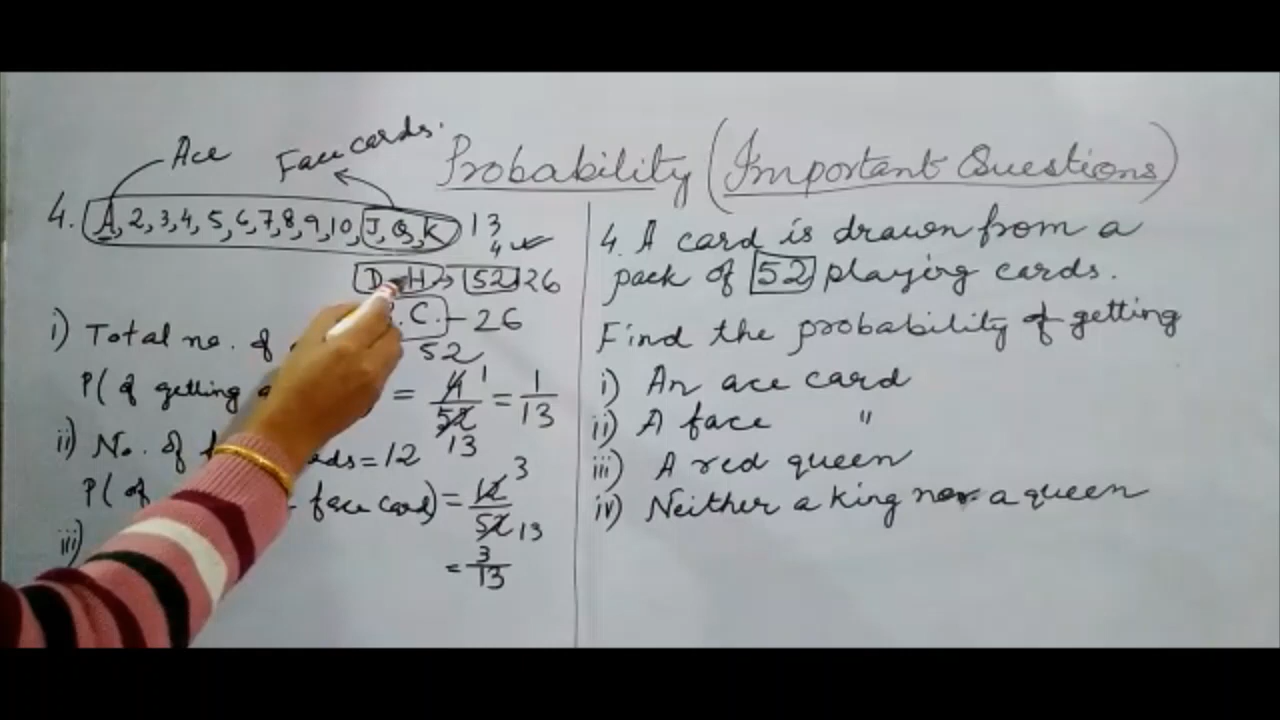 Probability (Important Questions)
Ace
Face cards.
4. A, 2, 3, 4, 5, 6, 7, 8, 9, 10, J, Q, K 13
4
D H 52 26
C. - 26
i) Total no. of
52
P( of getting = 4 1 / 52 13 = 1/13
ii) No. of = 12
P( of face card) = 12 3 / 52 13
= 3/13
iii)
4. A card is drawn from a
pack of 52 playing cards.
Find the probability of getting
i) An ace card
ii) A face "
iii) A red queen
iv) Neither a king nor a queen